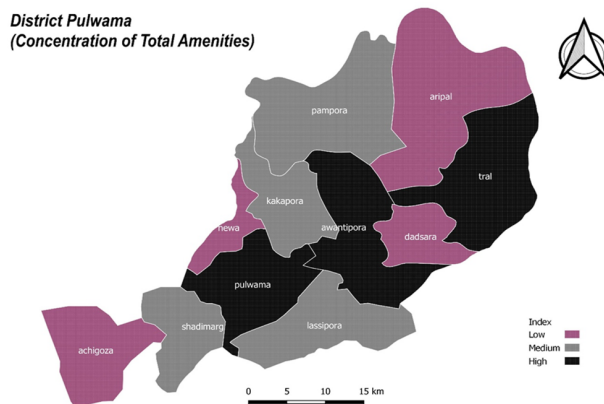 District Pulwama
(Concentration of Total Amenities)
pampora
aripal
tral
kakapora
newa
awantipora
dadsara
pulwama
shadimarg
lassipora
achigoza
Index
Low
Medium
High
0 5 10 15 km